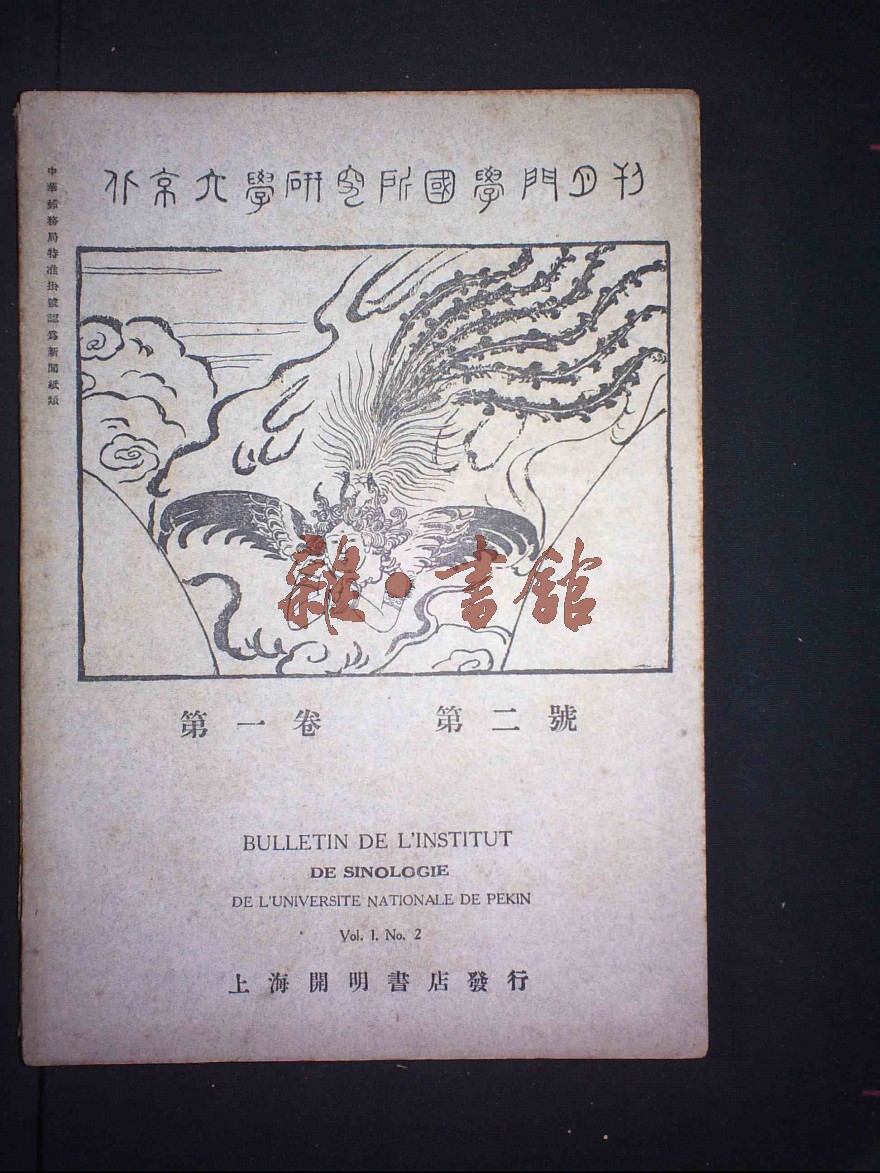 北京大學研究所國學門月刊
中華郵務局特准掛號認爲新聞紙類
雜·書館
第一卷 第二號
BULLETIN DE L'INSTITUT
DE SINOLOGIE
DE L'UNIVERSITE NATIONALE DE PEKIN
Vol. 1. No. 2
上海開明書店發行